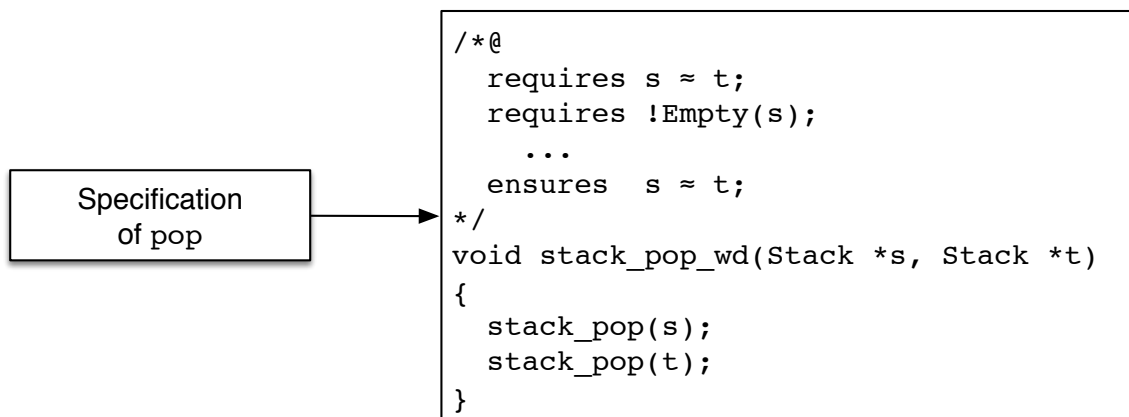 Specification
of pop
/*@
  requires s ≈ t;
  requires !Empty(s);
    ...
  ensures  s ≈ t;
*/
void stack_pop_wd(Stack *s, Stack *t)
{
  stack_pop(s);
  stack_pop(t);
}